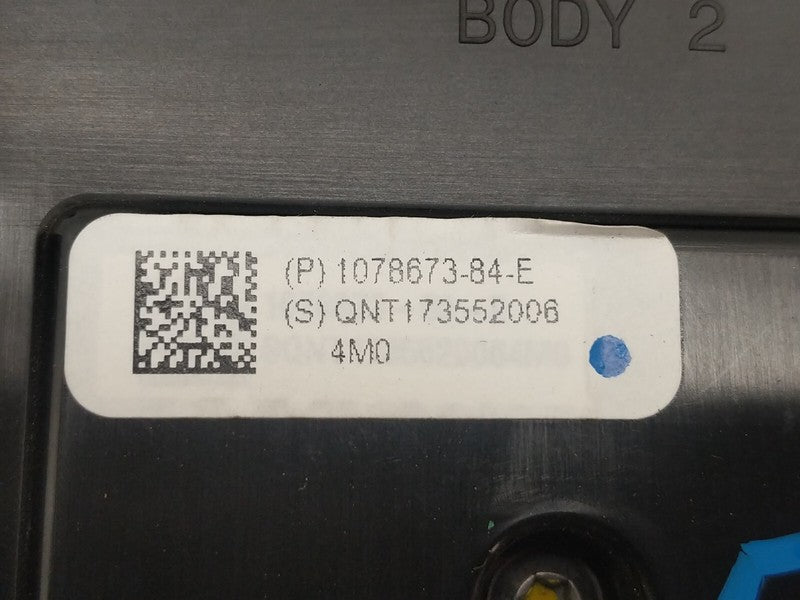 BODY 2
(P) 1078673-84-E
(S) QNT173552006
4M0